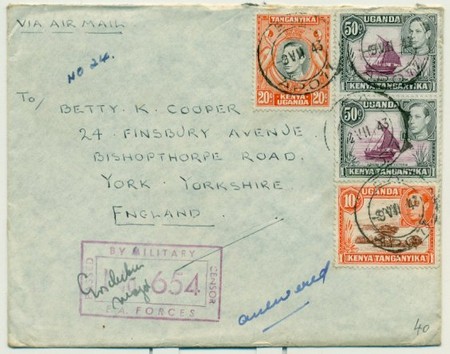 VIA AIR MAIL
NO 24.
To/
BETTY. K. COOPER
24. FINSBURY AVENUE
BISHOPTHORPE ROAD.
YORK YORKSHIRE
ENGLAND.
TANGANYIKA
20c 20c
KENYA
UGANDA
50c UGANDA
KENYA TANGANYIKA
50c UGANDA
KENYA TANGANYIKA
UGANDA
10c
KENYA TANGANYIKA
BY MILITARY
654
CENSOR
E.A. FORCES
answered
40